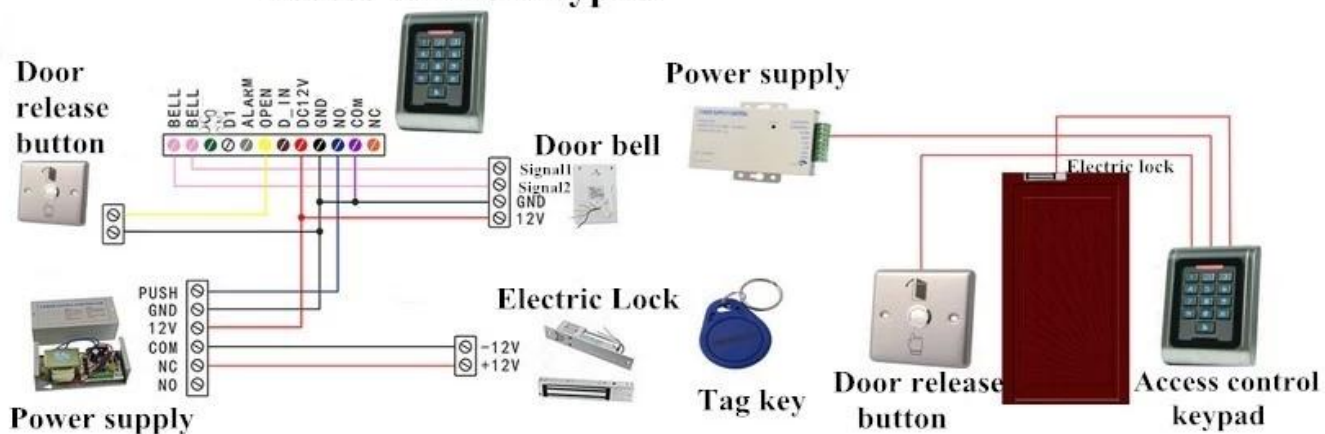 Door
release
button
BELL
BELL
D1
ALARM
OPEN
D_IN
DC12V
GND
NO
COM
NC
Door bell
Signal1
Signal2
GND
12V
PUSH
GND
12V
COM
NC
NO
Power supply
-12V
+12V
Electric Lock
Power supply
Electric lock
Tag key
Door release
button
Access control
keypad